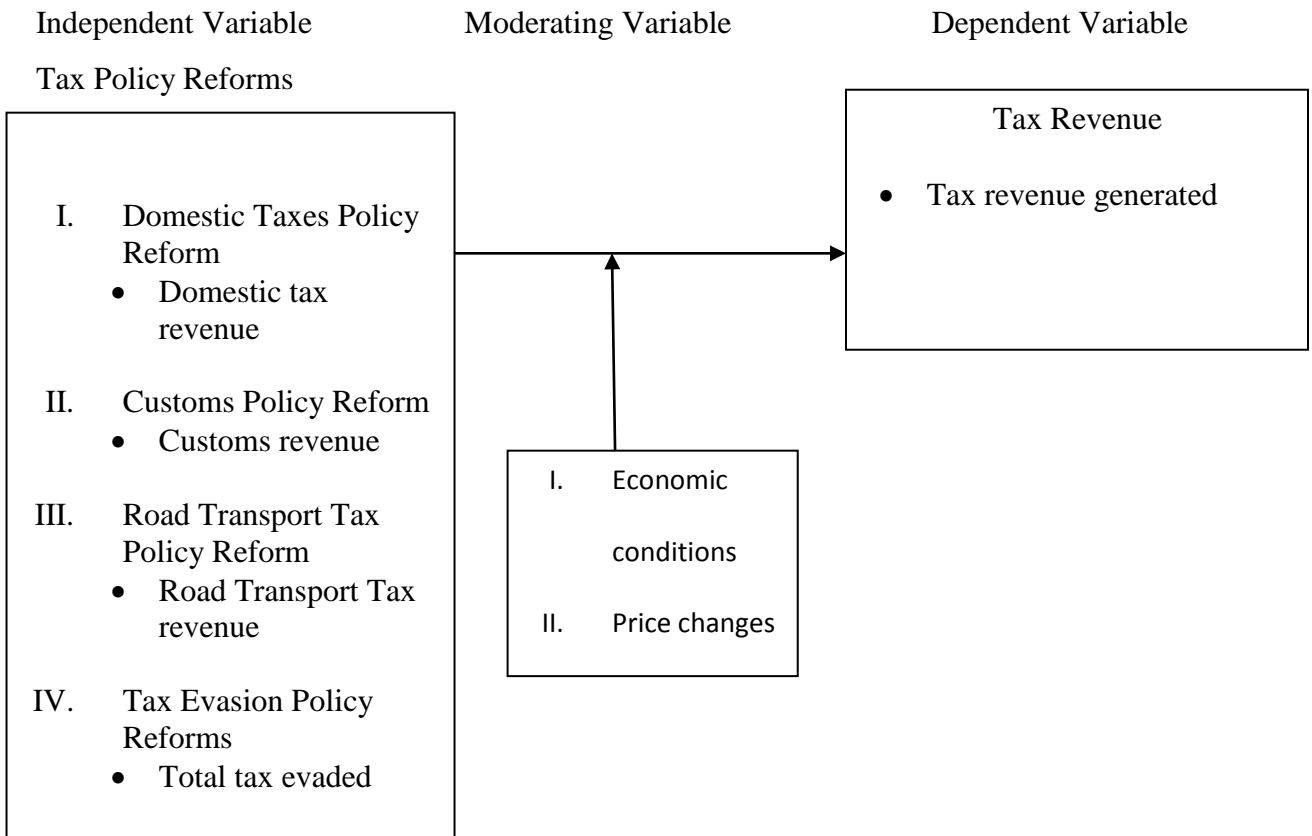 Independent Variable
Moderating Variable
Dependent Variable
Tax Policy Reforms
I. Domestic Taxes Policy
Reform
• Domestic tax
revenue
II. Customs Policy Reform
• Customs revenue
III. Road Transport Tax
Policy Reform
• Road Transport Tax
revenue
IV. Tax Evasion Policy
Reforms
• Total tax evaded
I. Economic
conditions
II. Price changes
Tax Revenue
• Tax revenue generated